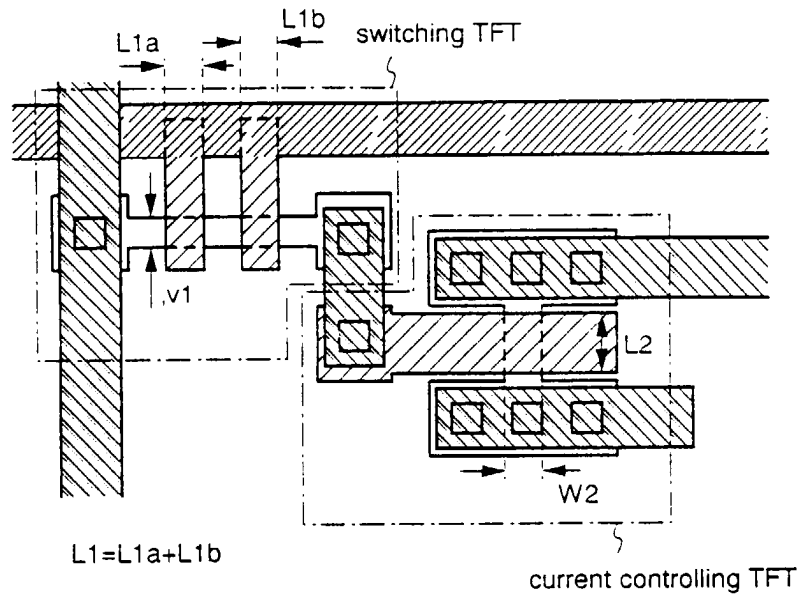 L1a
L1b
switching TFT
v1
L2
W2
L1=L1a+L1b
current controlling TFT